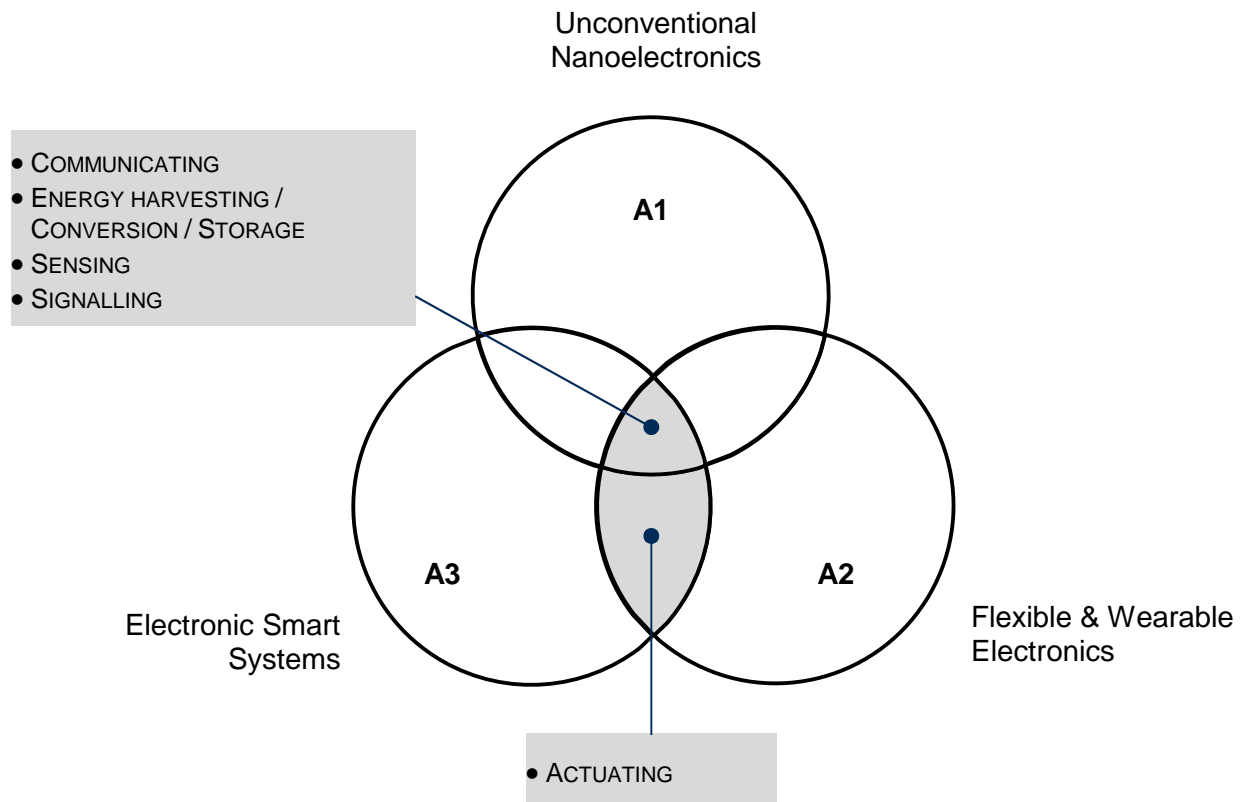 Unconventional
Nanoelectronics
• COMMUNICATING
• ENERGY HARVESTING /
CONVERSION / STORAGE
• SENSING
• SIGNALLING
A1
A3
A2
Electronic Smart
Systems
Flexible & Wearable
Electronics
• ACTUATING